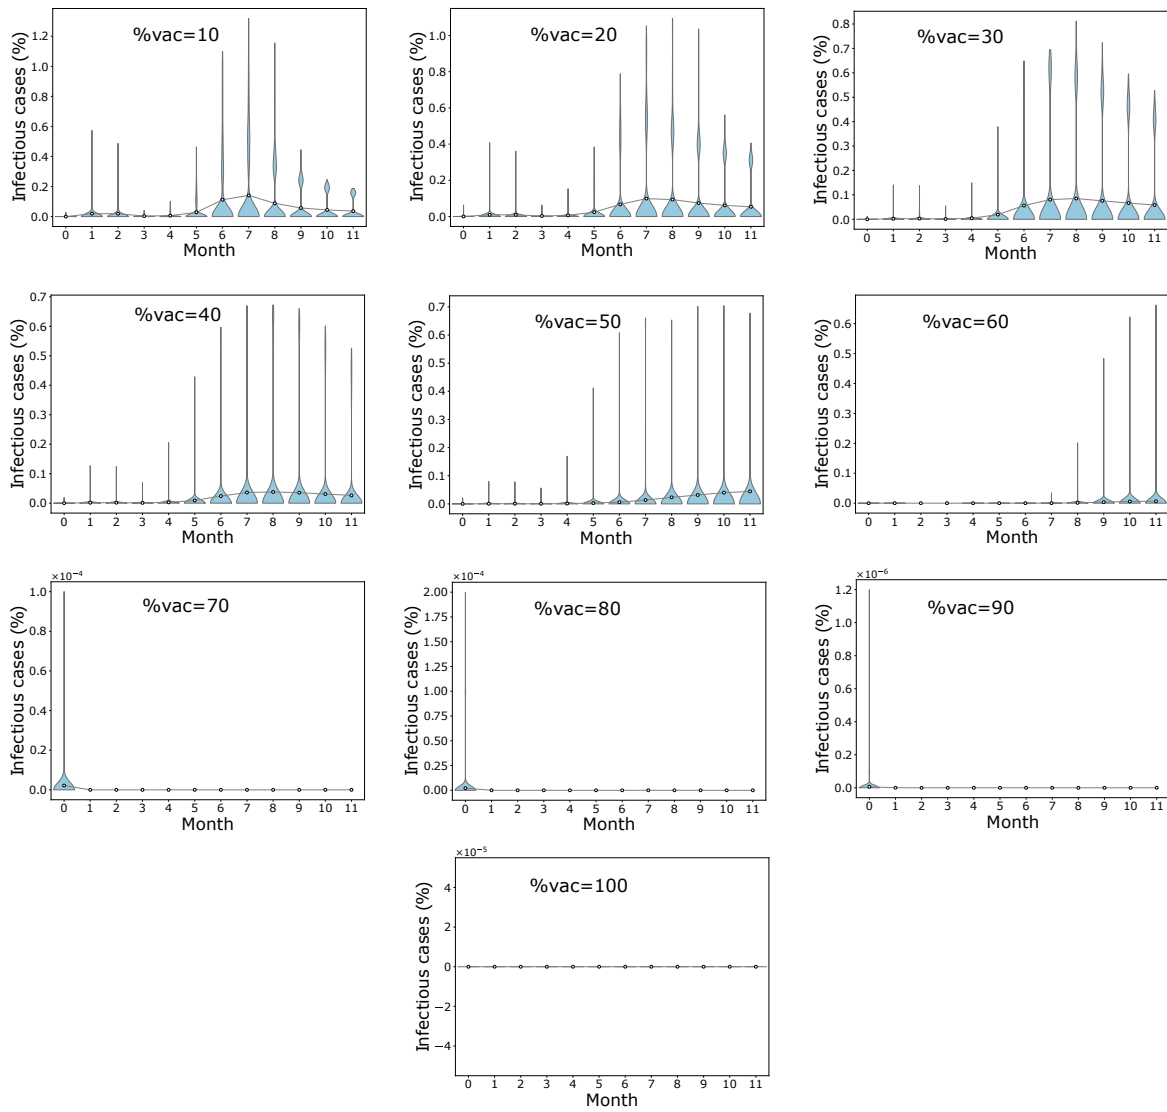 %vac=10
Infectious cases (%)
1.2
1.0
0.8
0.6
0.4
0.2
0.0
0 1 2 3 4 5 6 7 8 9 10 11
Month
%vac=20
Infectious cases (%)
1.0
0.8
0.6
0.4
0.2
0.0
0 1 2 3 4 5 6 7 8 9 10 11
Month
%vac=30
Infectious cases (%)
0.8
0.7
0.6
0.5
0.4
0.3
0.2
0.1
0.0
0 1 2 3 4 5 6 7 8 9 10 11
Month
%vac=40
Infectious cases (%)
0.7
0.6
0.5
0.4
0.3
0.2
0.1
0.0
0 1 2 3 4 5 6 7 8 9 10 11
Month
%vac=50
Infectious cases (%)
0.7
0.6
0.5
0.4
0.3
0.2
0.1
0.0
0 1 2 3 4 5 6 7 8 9 10 11
Month
%vac=60
Infectious cases (%)
0.6
0.5
0.4
0.3
0.2
0.1
0.0
0 1 2 3 4 5 6 7 8 9 10 11
Month
×10⁻⁴
%vac=70
Infectious cases (%)
1.0
0.8
0.6
0.4
0.2
0.0
0 1 2 3 4 5 6 7 8 9 10 11
Month
×10⁻⁴
%vac=80
Infectious cases (%)
2.00
1.75
1.50
1.25
1.00
0.75
0.50
0.25
0.00
0 1 2 3 4 5 6 7 8 9 10 11
Month
×10⁻⁶
%vac=90
Infectious cases (%)
1.2
1.0
0.8
0.6
0.4
0.2
0.0
0 1 2 3 4 5 6 7 8 9 10 11
Month
×10⁻⁵
%vac=100
Infectious cases (%)
4
2
0
−2
−4
0 1 2 3 4 5 6 7 8 9 10 11
Month